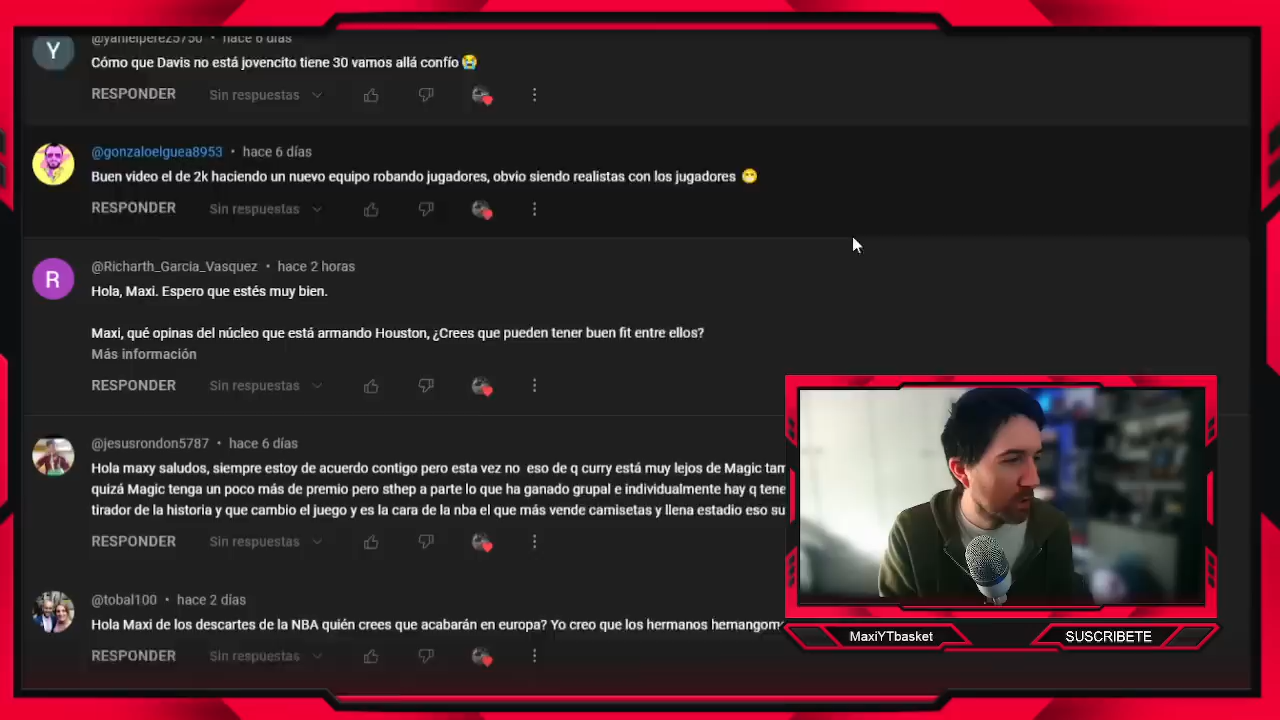 @yanielperez5750 • hace 6 días
Cómo que Davis no está jovencito tiene 30 vamos allá confío 😭
RESPONDER Sin respuestas
@gonzaloelguea8953 • hace 6 días
Buen video el de 2k haciendo un nuevo equipo robando jugadores, obvio siendo realistas con los jugadores 😁
RESPONDER Sin respuestas
R
@Richarth_Garcia_Vasquez • hace 2 horas
Hola, Maxi. Espero que estés muy bien.
Maxi, qué opinas del núcleo que está armando Houston, ¿Crees que pueden tener buen fit entre ellos?
Más información
RESPONDER Sin respuestas
@jesusrondon5787 • hace 6 días
Hola maxy saludos, siempre estoy de acuerdo contigo pero esta vez no eso de q curry está muy lejos de Magic tam
quizá Magic tenga un poco más de premio pero sthep a parte lo que ha ganado grupal e individualmente hay q tene
tirador de la historia y que cambio el juego y es la cara de la nba el que más vende camisetas y llena estadio eso su
RESPONDER Sin respuestas
@tobal100 • hace 2 días
Hola Maxi de los descartes de la NBA quién crees que acabarán en europa? Yo creo que los hermanos hernangom
RESPONDER Sin respuestas
Y
MaxiYTbasket
SUSCRIBETE